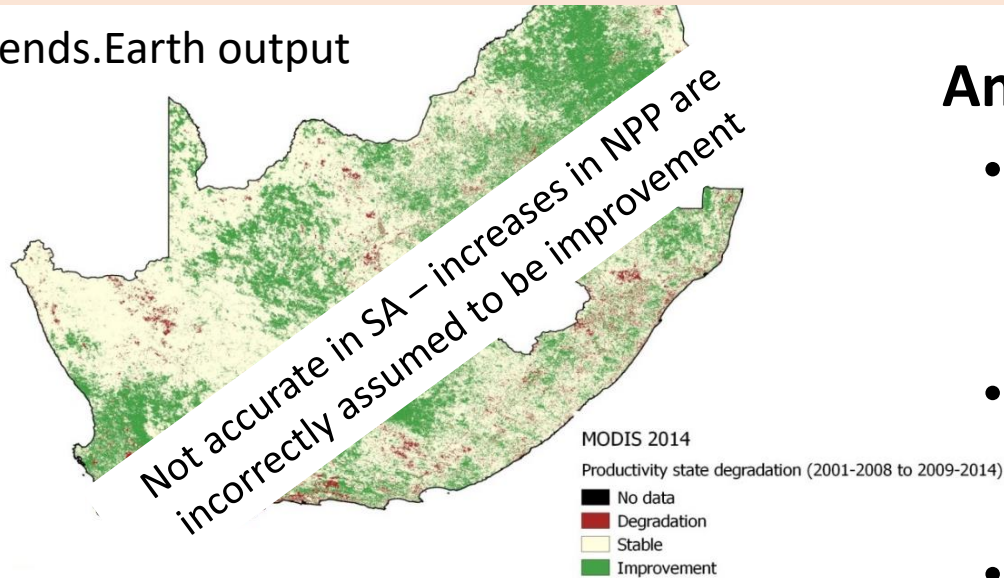 ends.Earth output
An
•
Not accurate in SA – increases in NPP are
incorrectly assumed to be improvement
•
MODIS 2014
Productivity state degradation (2001-2008 to 2009-2014)
No data
Degradation
Stable
Improvement
•